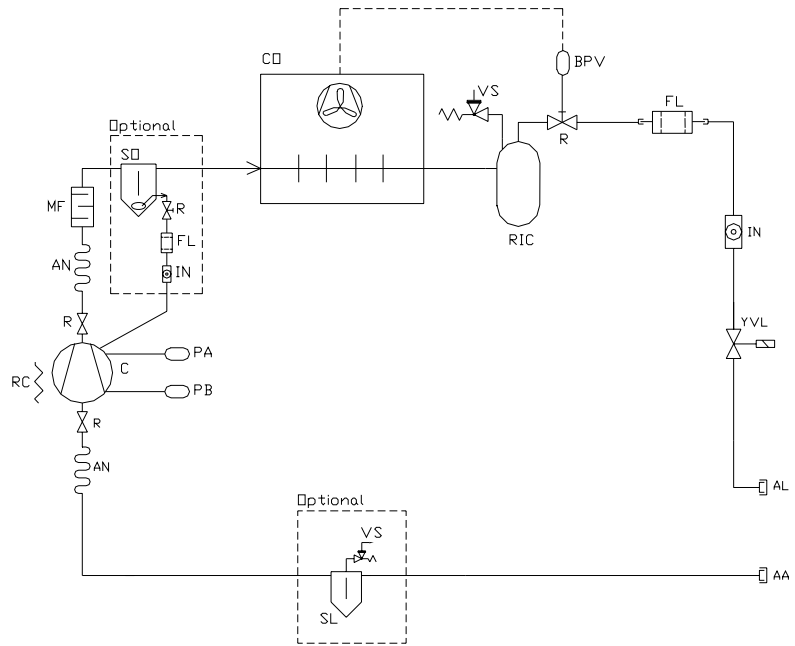 CO
BPV
VS
FL
Optional
R
SO
MF
R
RIC
FL
IN
AN
IN
R
YVL
PA
C
RC
PB
R
AN
AL
Optional
VS
AA
SL